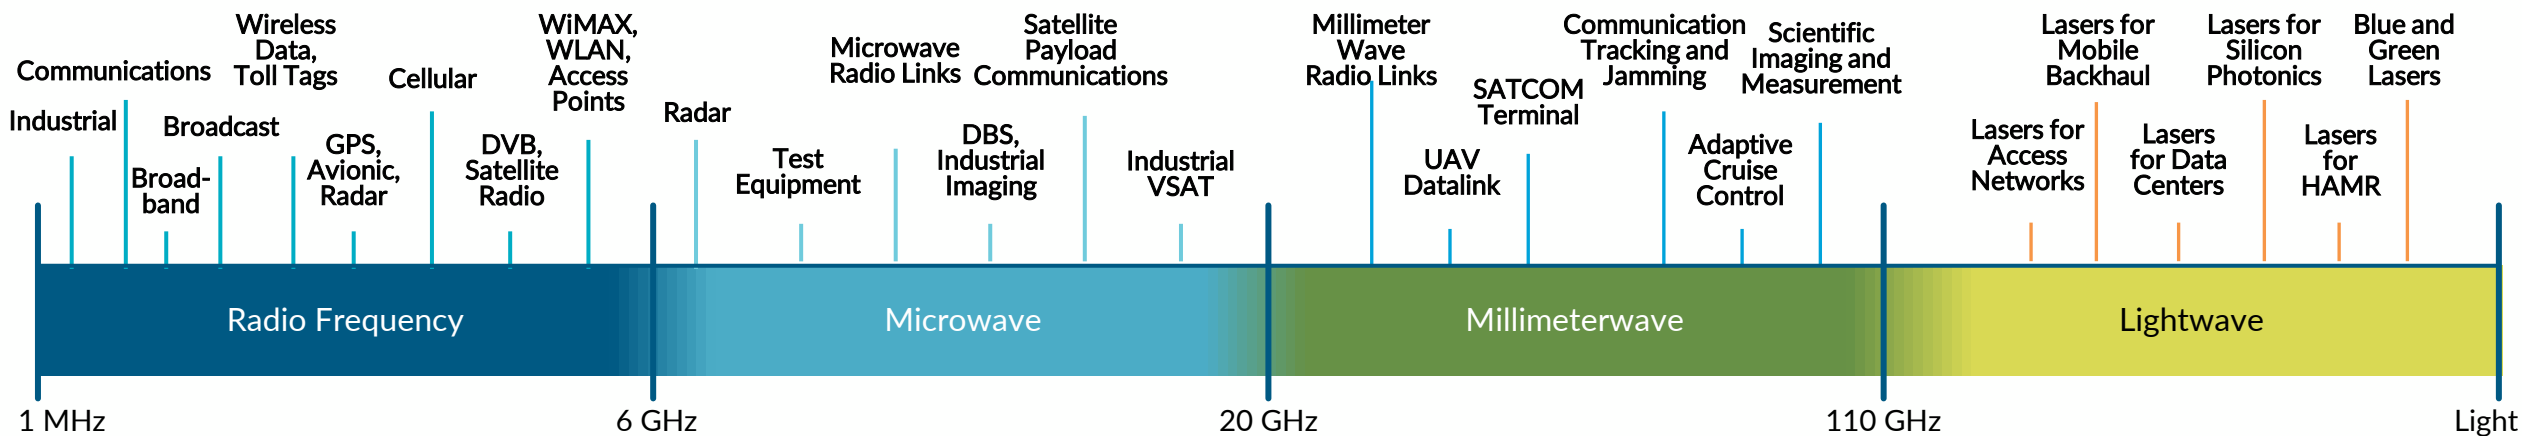 Communications
Industrial
Broad-
band
Broadcast
Wireless
Data,
Toll Tags
GPS,
Avionic,
Radar
Cellular
DVB,
Satellite
Radio
WiMAX,
WLAN,
Access
Points
Radar
Test
Equipment
Microwave
Radio Links
DBS,
Industrial
Imaging
Satellite
Payload
Communications
Industrial
VSAT
Millimeter
Wave
Radio Links
UAV
Datalink
SATCOM
Terminal
Communication
Tracking and
Jamming
Adaptive
Cruise
Control
Scientific
Imaging and
Measurement
Lasers for
Access
Networks
Lasers for
Mobile
Backhaul
Lasers
for Data
Centers
Lasers for
Silicon
Photonics
Lasers
for
HAMR
Blue and
Green
Lasers
Radio Frequency
Microwave
Millimeterwave
Lightwave
1 MHz
6 GHz
20 GHz
110 GHz
Light